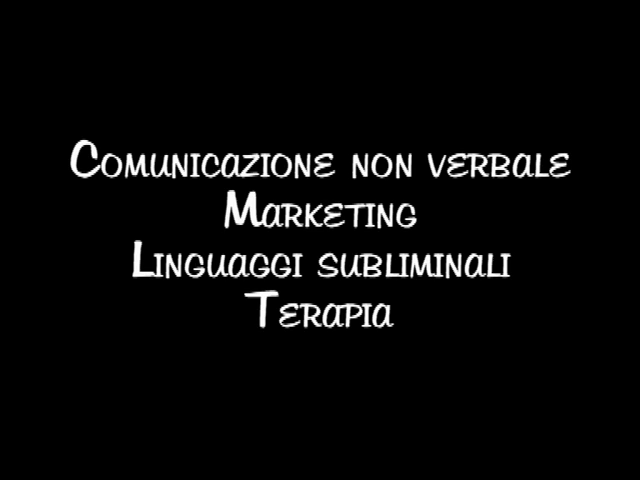 Comunicazione non verbale
Marketing
Linguaggi subliminali
Terapia